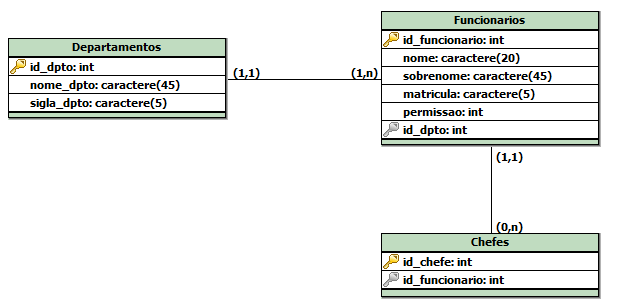 Departamentos
id_dpto: int
nome_dpto: caractere(45)
sigla_dpto: caractere(5)
(1,1)
(1,n)
Funcionarios
id_funcionario: int
nome: caractere(20)
sobrenome: caractere(45)
matricula: caractere(5)
permissao: int
id_dpto: int
(1,1)
(0,n)
Chefes
id_chefe: int
id_funcionario: int